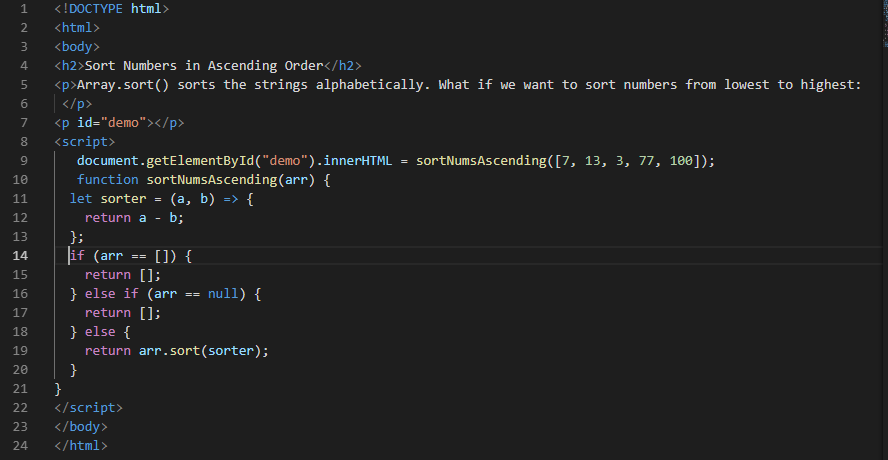 1 <!DOCTYPE html>
2 <html>
3 <body>
4 <h2>Sort Numbers in Ascending Order</h2>
5 <p>Array.sort() sorts the strings alphabetically. What if we want to sort numbers from lowest to highest:
6  </p>
7 <p id="demo"></p>
8 <script>
9    document.getElementById("demo").innerHTML = sortNumsAscending([7, 13, 3, 77, 100]);
10    function sortNumsAscending(arr) {
11   let sorter = (a, b) => {
12     return a - b;
13   };
14   if (arr == []) {
15     return [];
16   } else if (arr == null) {
17     return [];
18   } else {
19     return arr.sort(sorter);
20   }
21 }
22 </script>
23 </body>
24 </html>